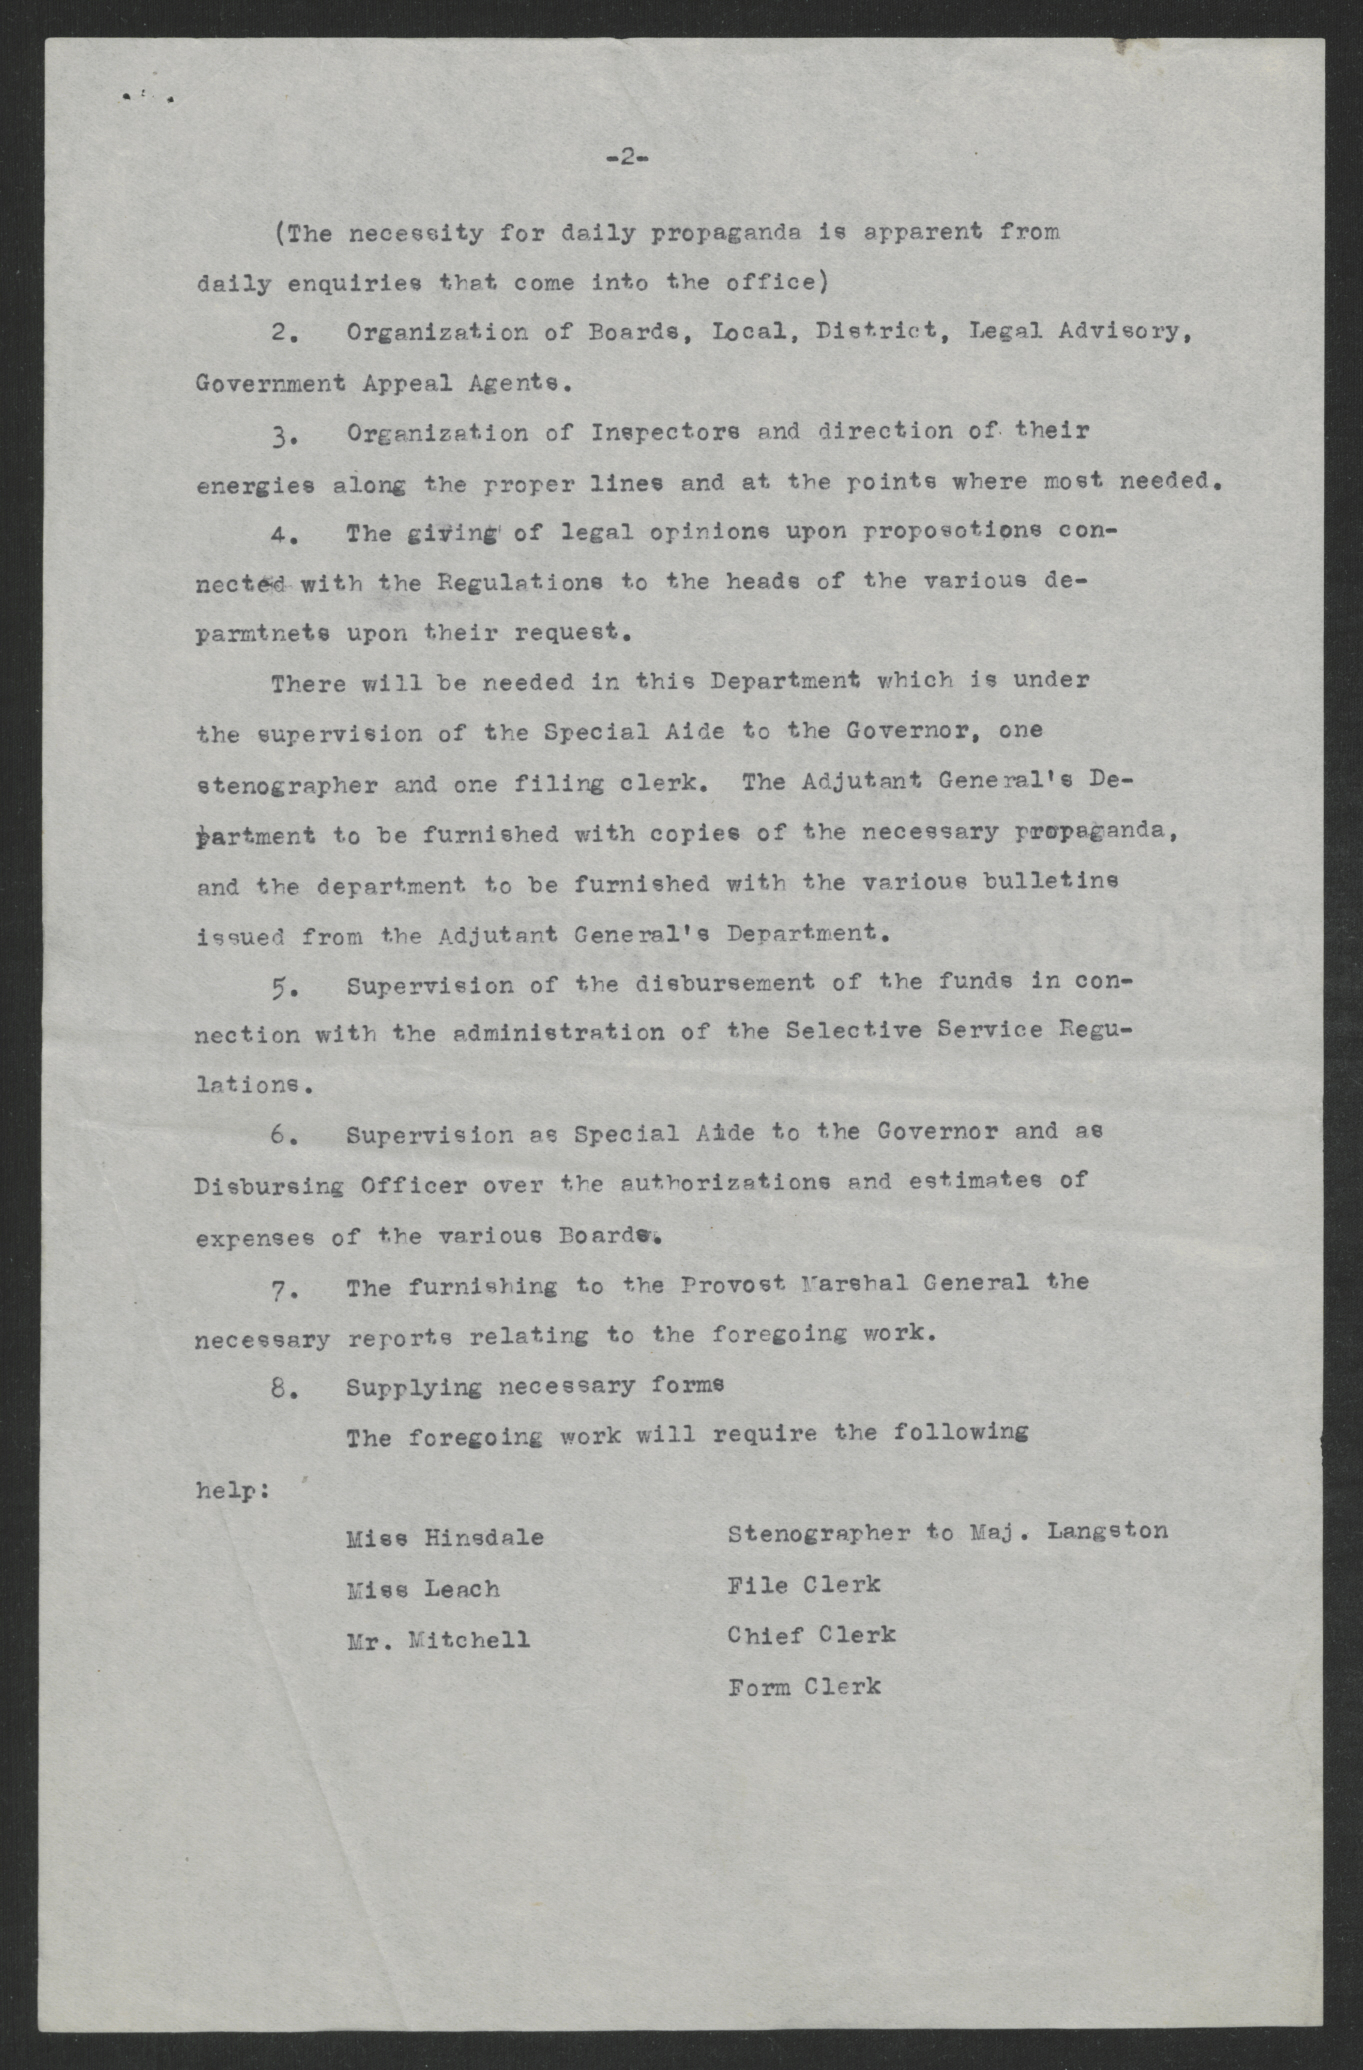 -2-
(The necessity for daily propaganda is apparent from
daily enquiries that come into the office)
2. Organization of Boards, Local, District, Legal Advisory,
Government Appeal Agents.
3. Organization of Inspectors and direction of their
energies along the proper lines and at the points where most needed.
4. The giving of legal opinions upon proposotions con-
nected with the Regulations to the heads of the various de-
parmtnets upon their request.
There will be needed in this Department which is under
the supervision of the Special Aide to the Governor, one
stenographer and one filing clerk. The Adjutant General's De-
partment to be furnished with copies of the necessary propaganda,
and the department to be furnished with the various bulletins
issued from the Adjutant General's Department.
5. Supervision of the disbursement of the funds in con-
nection with the administration of the Selective Service Regu-
lations.
6. Supervision as Special Aide to the Governor and as
Disbursing Officer over the authorizations and estimates of
expenses of the various Boards.
7. The furnishing to the Provost Marshal General the
necessary reports relating to the foregoing work.
8. Supplying necessary forms
The foregoing work will require the following
help:
Miss Hinsdale Stenographer to Maj. Langston
Miss Leach File Clerk
Mr. Mitchell Chief Clerk
Form Clerk